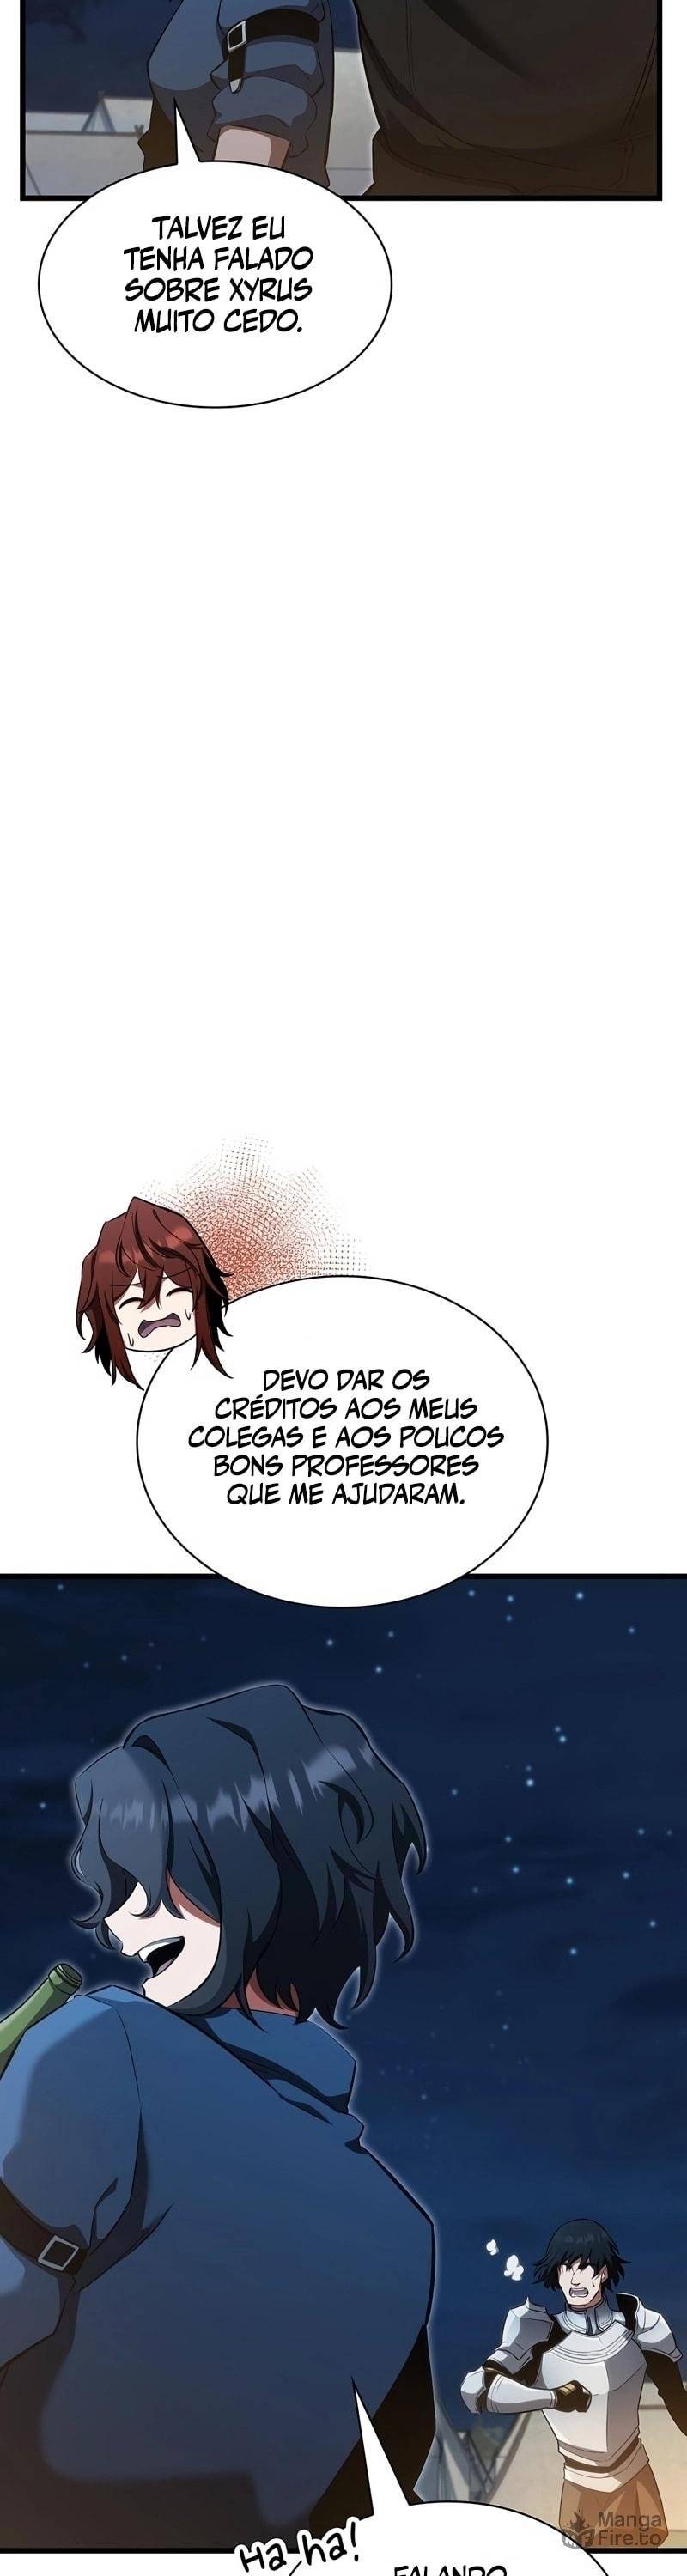 TALVEZ EU
TENHA FALADO
SOBRE XYRUS
MUITO CEDO.
DEVO DAR OS
CRÉDITOS AOS MEUS
COLEGAS E AOS POUCOS
BONS PROFESSORES
QUE ME AJUDARAM.
Ha ha!
FALANDO
Manga
Fire.to